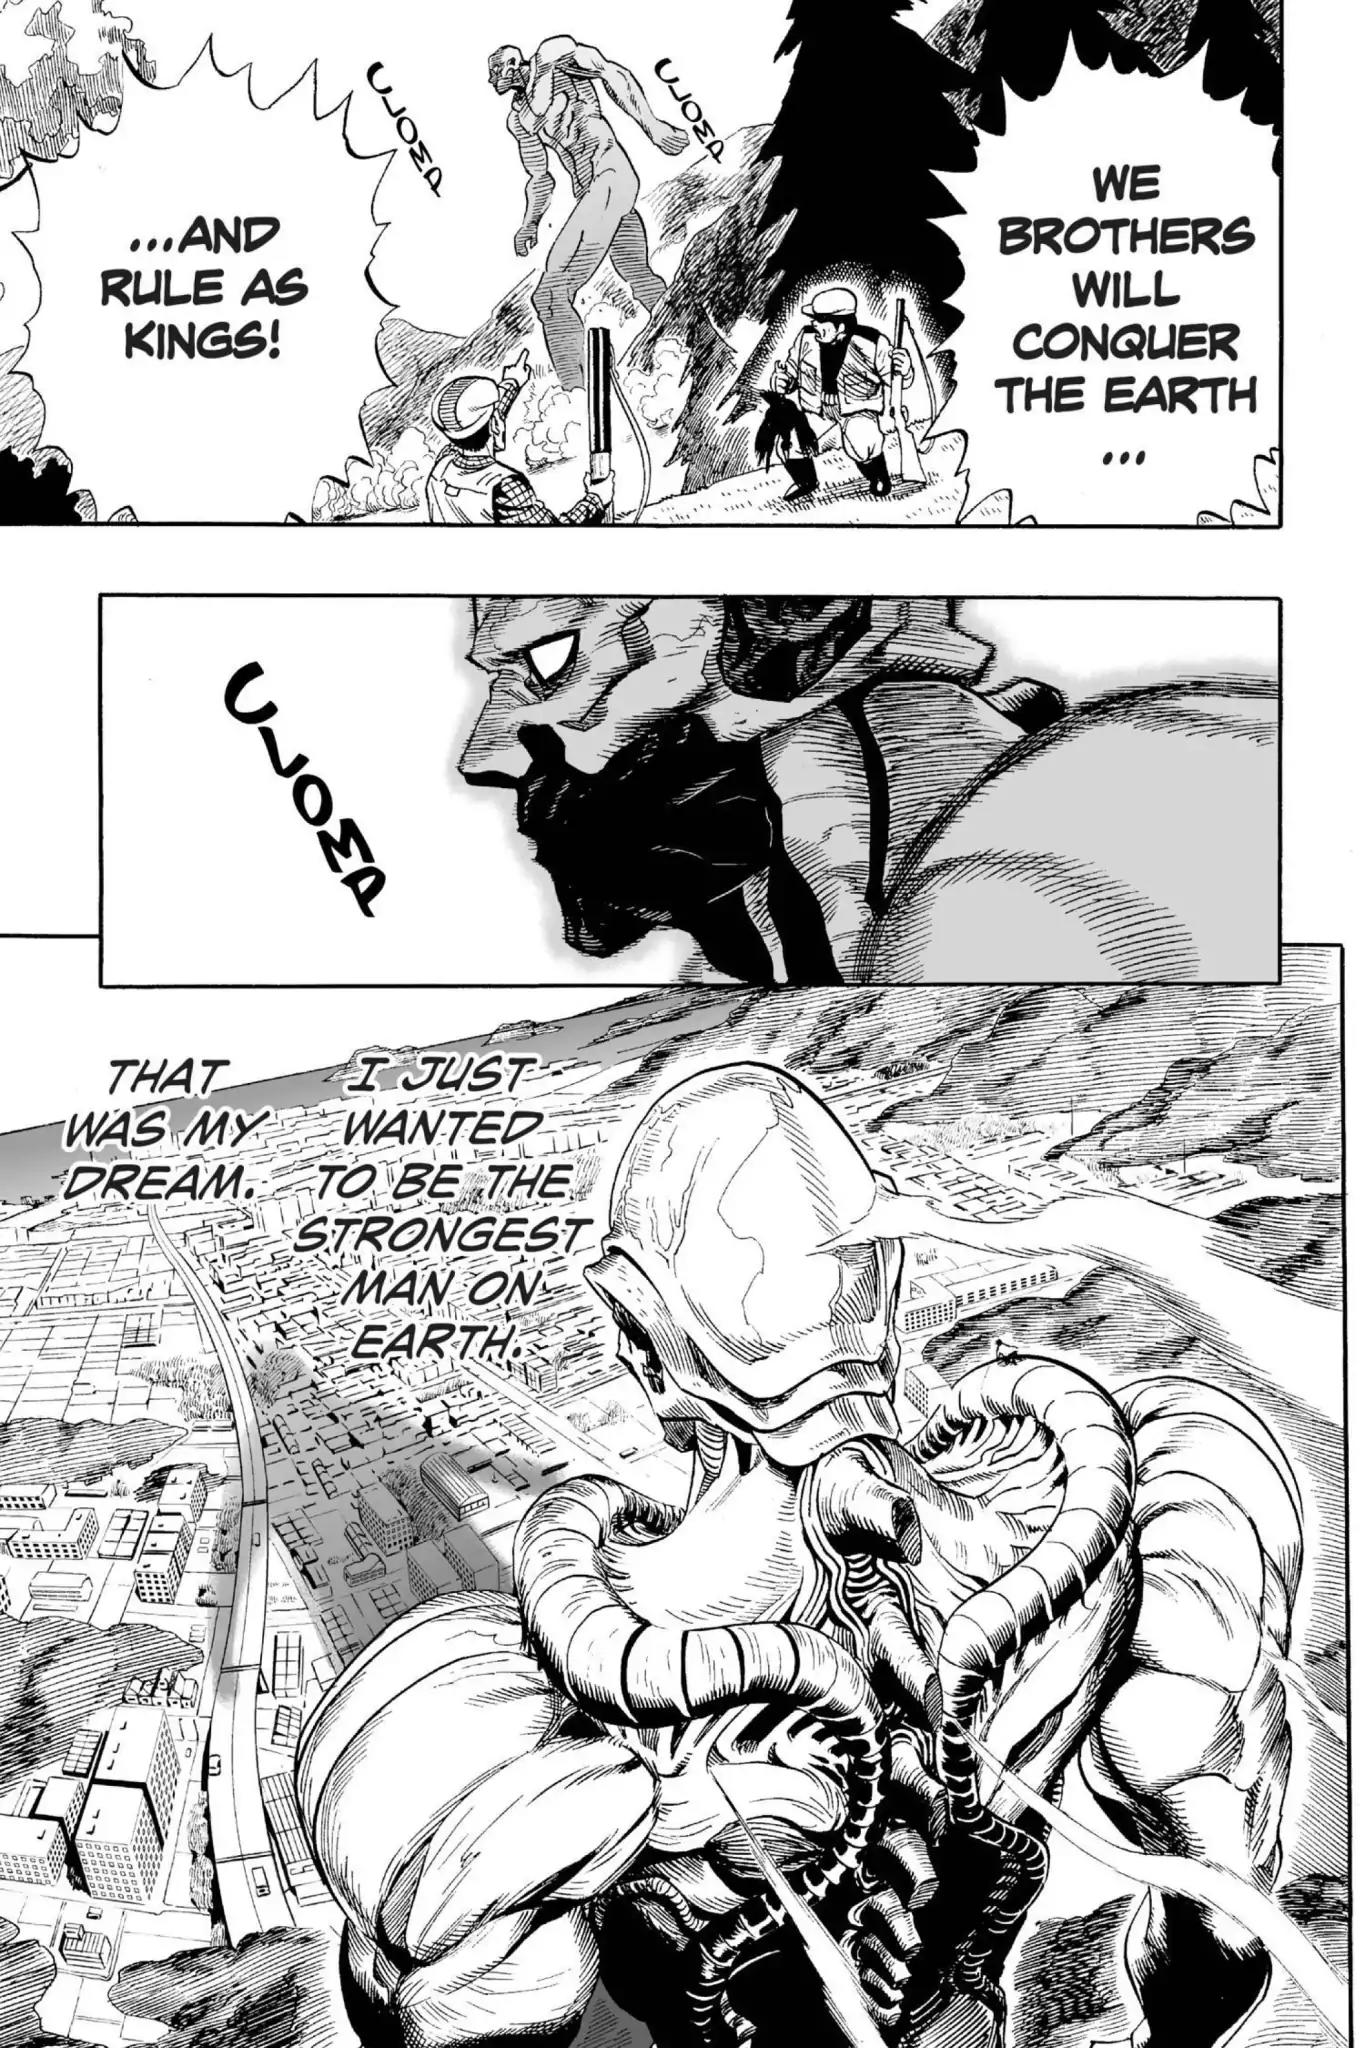 WE
BROTHERS
WILL
CONQUER
THE EARTH
...
CLOMP
CLOMP
...AND
RULE AS
KINGS!
CLOMP
I JUST
WANTED
TO BE THE
STRONGEST
MAN ON
EARTH.
THAT
WAS MY
DREAM.